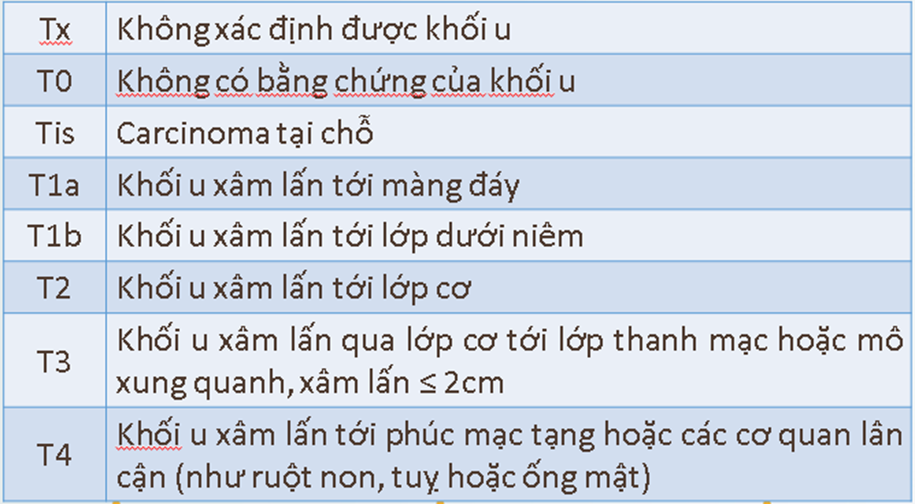 Tx Không xác định được khối u
T0 Không có bằng chứng của khối u
Tis Carcinoma tại chỗ
T1a Khối u xâm lấn tới màng đáy
T1b Khối u xâm lấn tới lớp dưới niêm
T2 Khối u xâm lấn tới lớp cơ
T3 Khối u xâm lấn qua lớp cơ tới lớp thanh mạc hoặc mô
xung quanh, xâm lấn ≤ 2cm
T4 Khối u xâm lấn tới phúc mạc tạng hoặc các cơ quan lân
cận (như ruột non, tuỵ hoặc ống mật)